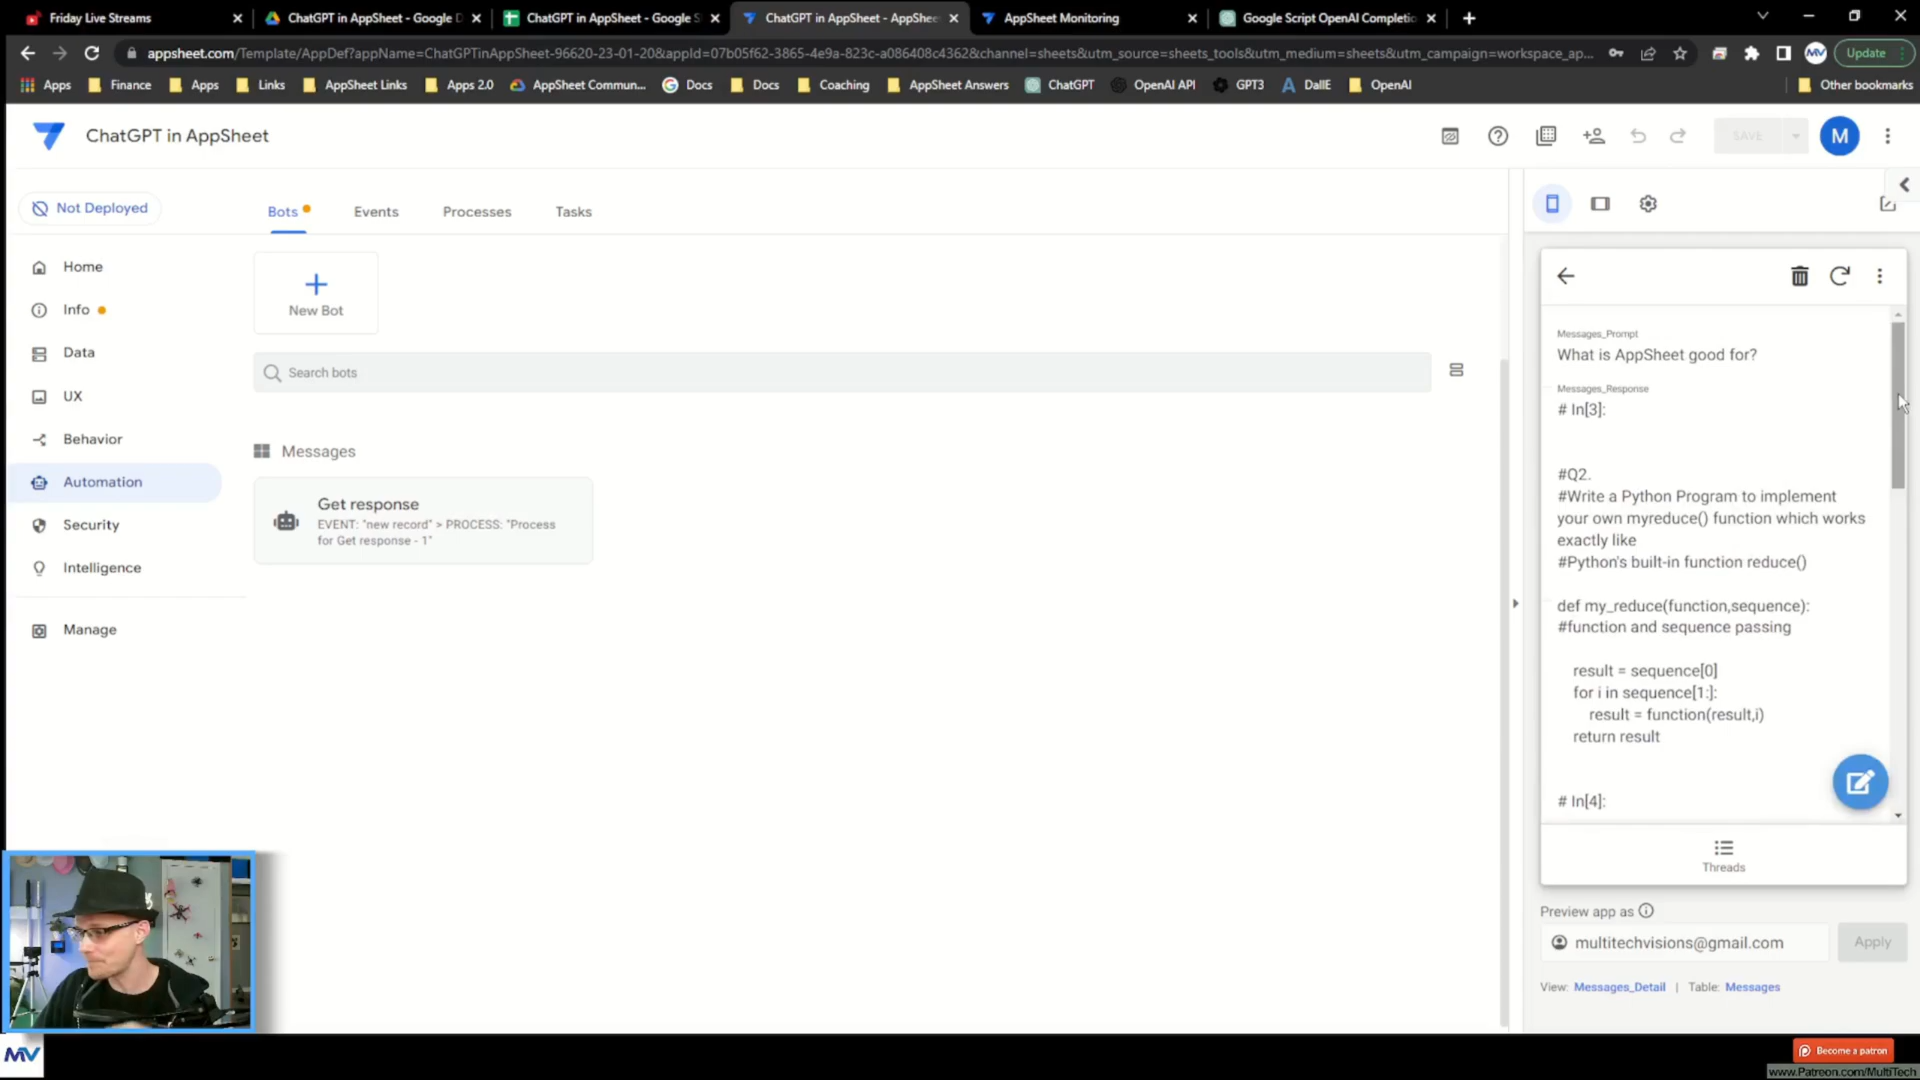 Friday Live Streams
ChatGPT in AppSheet - Google D
ChatGPT in AppSheet - Google S
ChatGPT in AppSheet - AppShee
AppSheet Monitoring
Google Script OpenAI Completio
appsheet.com/Template/AppDef?appName=ChatGPTinAppSheet-96620-23-01-20&appId=07b05f62-3865-4e9a-823c-a086408c4362&channel=sheets&utm_source=sheets_tools&utm_medium=sheets&utm_campaign=workspace_ap...
MV
Update
Apps
Finance
Apps
Links
AppSheet Links
Apps 2.0
AppSheet Commun...
Docs
Docs
Coaching
AppSheet Answers
ChatGPT
OpenAI API
GPT3
DallE
OpenAI
Other bookmarks
ChatGPT in AppSheet
SAVE
M
Not Deployed
Bots
Events
Processes
Tasks
Home
Info
Data
UX
Behavior
Automation
Security
Intelligence
Manage
New Bot
Search bots
Messages
Get response
EVENT: "new record" > PROCESS: "Process
for Get response - 1"
Messages_Prompt
What is AppSheet good for?
Messages_Response
# In[3]:
#Q2.
#Write a Python Program to implement
your own myreduce() function which works
exactly like
#Python's built-in function reduce()
def my_reduce(function,sequence):
#function and sequence passing
result = sequence[0]
for i in sequence[1:]:
result = function(result,i)
return result
# In[4]:
Threads
Preview app as
multitechvisions@gmail.com
Apply
View: Messages_Detail | Table: Messages
MV
Become a patron
www.Patreon.com/MultiTech